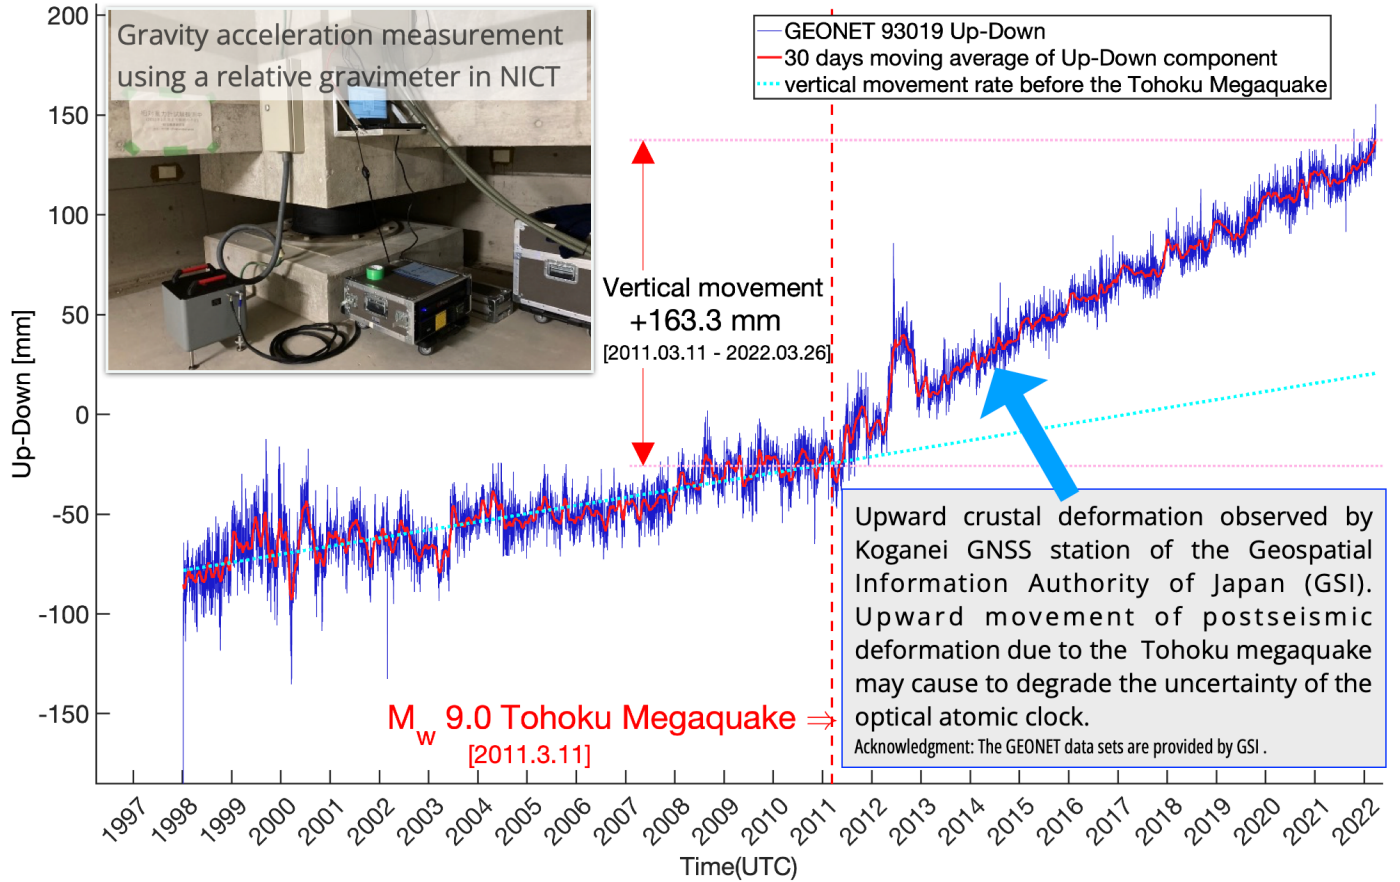 Gravity acceleration measurement
using a relative gravimeter in NICT
GEONET 93019 Up-Down
30 days moving average of Up-Down component
vertical movement rate before the Tohoku Megaquake
200
150
100
50
0
-50
-100
-150
Up-Down [mm]
Vertical movement
+163.3 mm
[2011.03.11 - 2022.03.26]
Upward crustal deformation observed by
Koganei GNSS station of the Geospatial
Information Authority of Japan (GSI).
Upward movement of postseismic
deformation due to the Tohoku megaquake
may cause to degrade the uncertainty of the
optical atomic clock.
Acknowledgment: The GEONET data sets are provided by GSI .
Mw 9.0 Tohoku Megaquake ⇒
[2011.3.11]
1997
1998
1999
2000
2001
2002
2003
2004
2005
2006
2007
2008
2009
2010
2011
2012
2013
2014
2015
2016
2017
2018
2019
2020
2021
2022
Time(UTC)